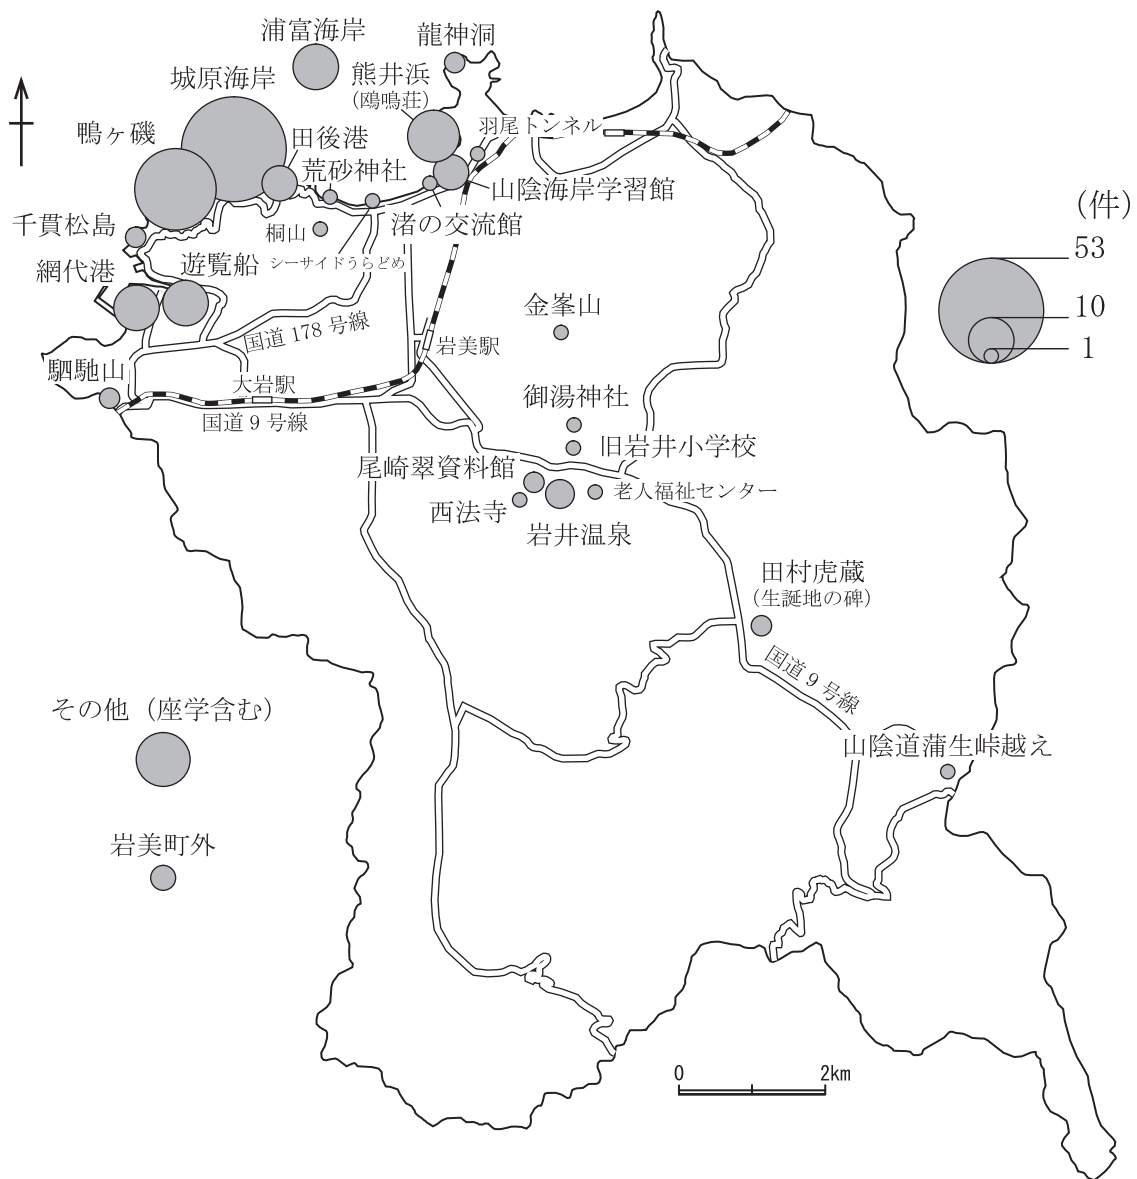 浦富海岸
龍神洞
城原海岸
熊井浜
(鴎鳴荘)
鴨ヶ磯
田後港
羽尾トンネル
荒砂神社
山陰海岸学習館
千貫松島
桐山
渚の交流館
網代港
遊覧船
シーサイドうらどめ
国道 178 号線
岩美駅
金峯山
駟馳山
大岩駅
国道 9 号線
御湯神社
旧岩井小学校
尾崎翠資料館
老人福祉センター
西法寺
岩井温泉
田村虎蔵
(生誕地の碑)
国道 9 号線
山陰道蒲生峠越え
その他（座学含む）
岩美町外
(件)
53
10
1
0
2km